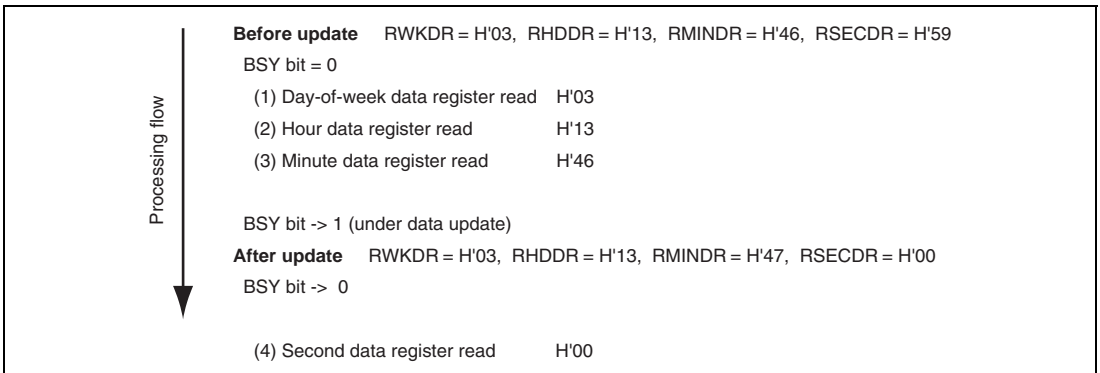 Processing flow
Before update RWKDR = H'03, RHDDR = H'13, RMINDR = H'46, RSECDR = H'59
BSY bit = 0
(1) Day-of-week data register read H'03
(2) Hour data register read H'13
(3) Minute data register read H'46
BSY bit -> 1 (under data update)
After update RWKDR = H'03, RHDDR = H'13, RMINDR = H'47, RSECDR = H'00
BSY bit -> 0
(4) Second data register read H'00